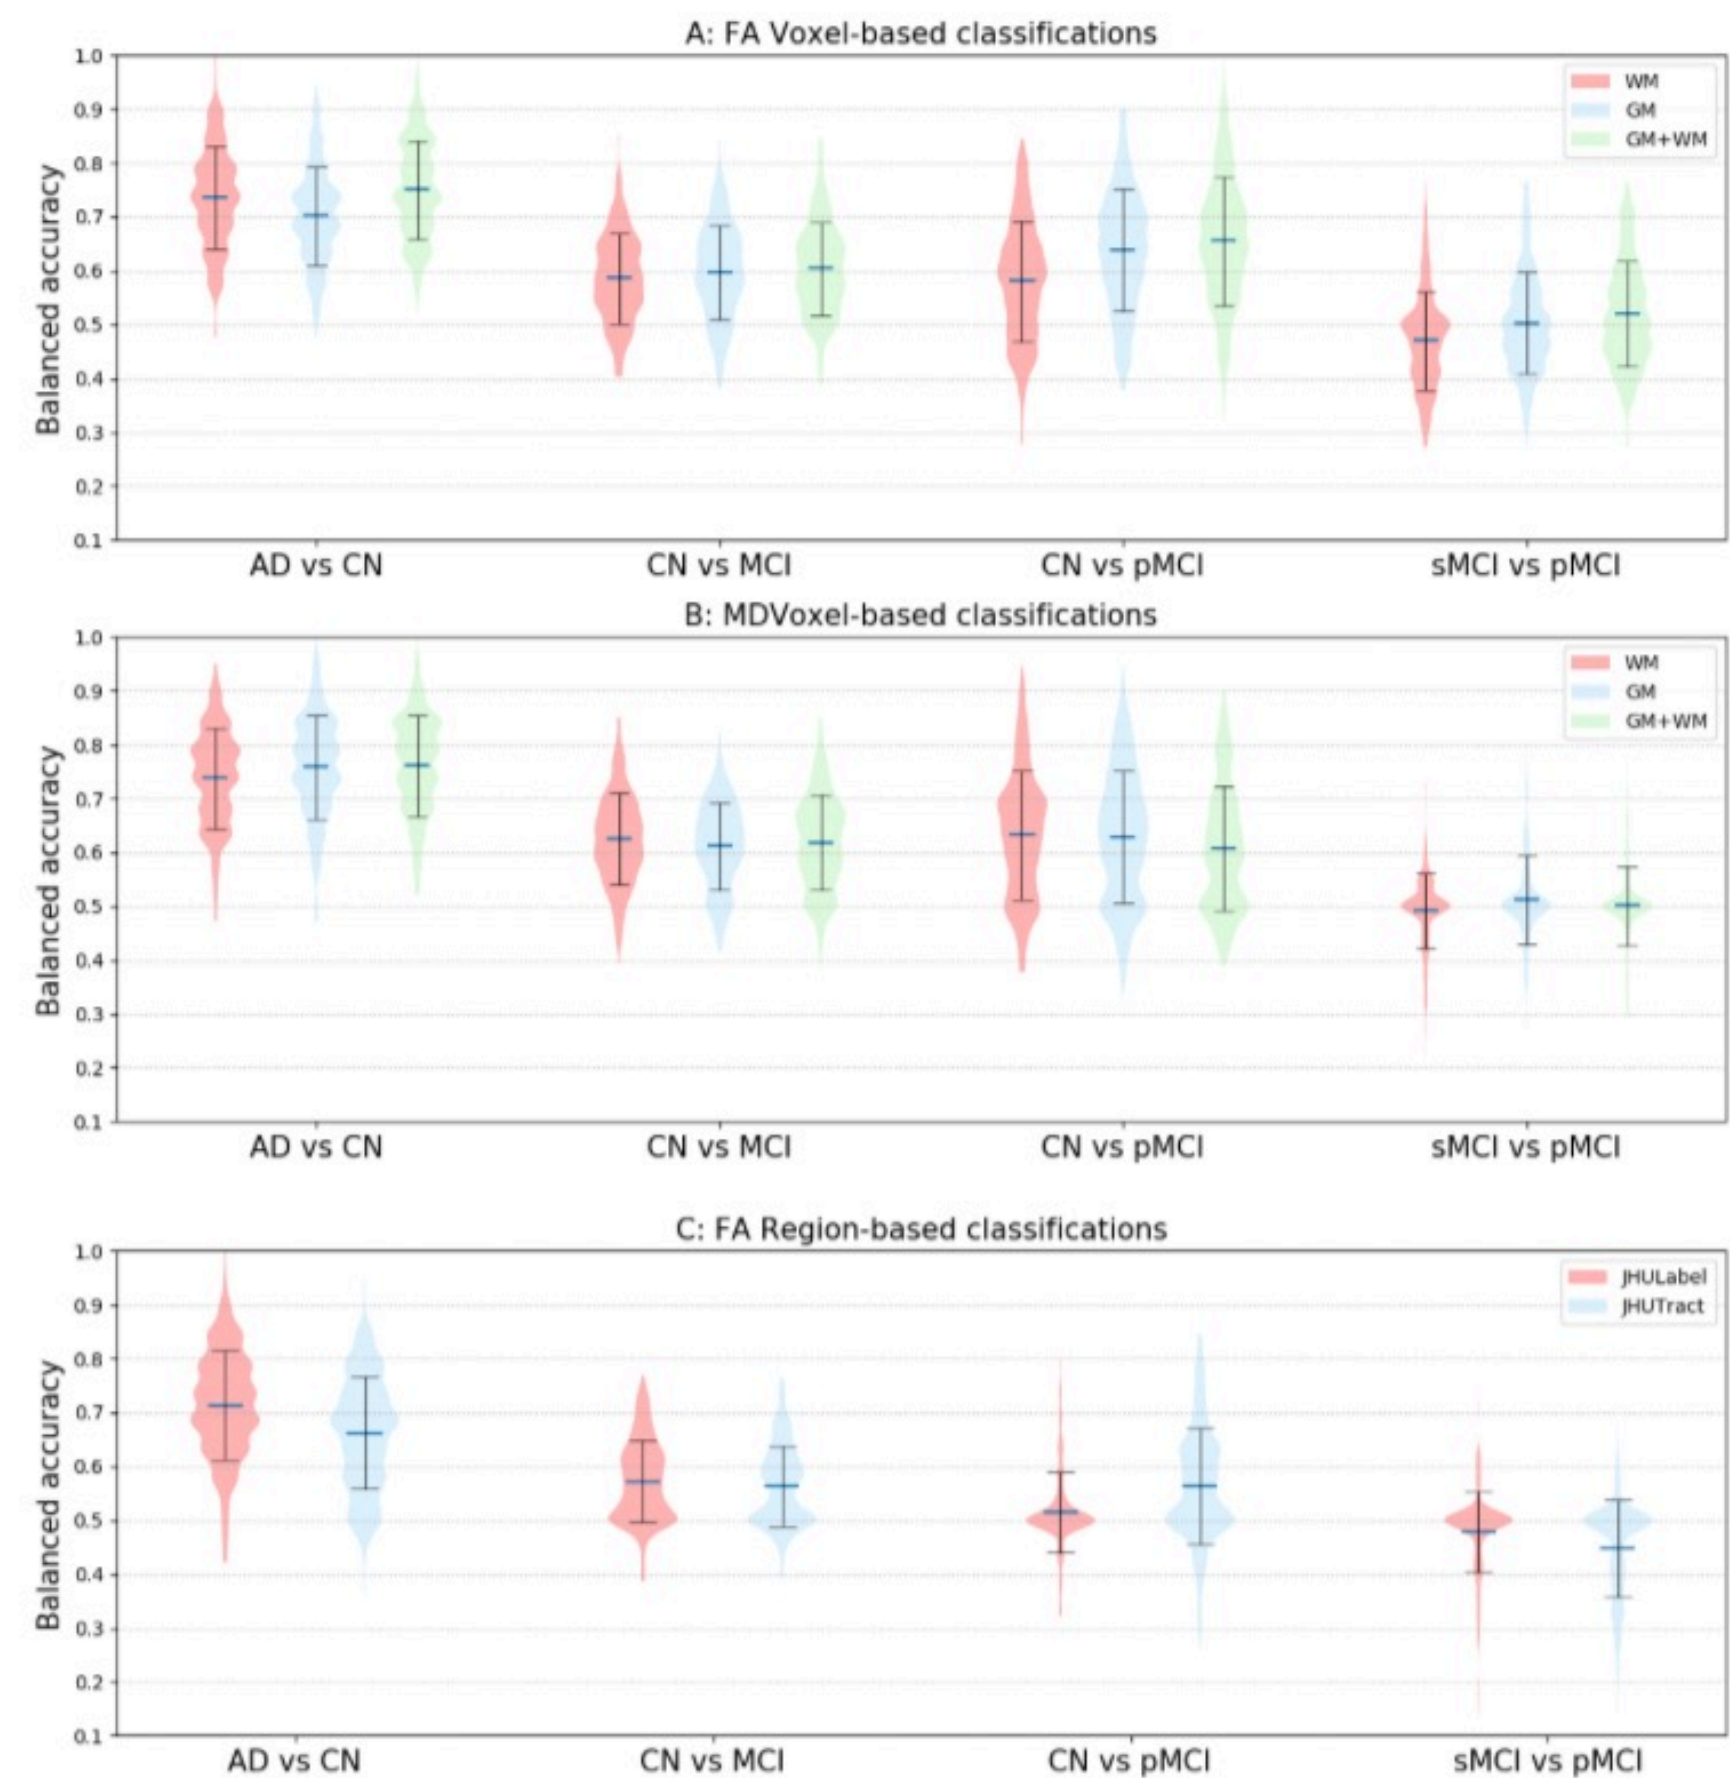 A: FA Voxel-based classifications
1.0
0.9
0.8
0.7
0.6
0.5
0.4
0.3
0.2
0.1
Balanced accuracy
WM
GM
GM+WM
AD vs CN
CN vs MCI
CN vs pMCI
sMCI vs pMCI
B: MDVoxel-based classifications
1.0
0.9
0.8
0.7
0.6
0.5
0.4
0.3
0.2
0.1
Balanced accuracy
WM
GM
GM+WM
AD vs CN
CN vs MCI
CN vs pMCI
sMCI vs pMCI
C: FA Region-based classifications
1.0
0.9
0.8
0.7
0.6
0.5
0.4
0.3
0.2
0.1
Balanced accuracy
JHULabel
JHUTract
AD vs CN
CN vs MCI
CN vs pMCI
sMCI vs pMCI